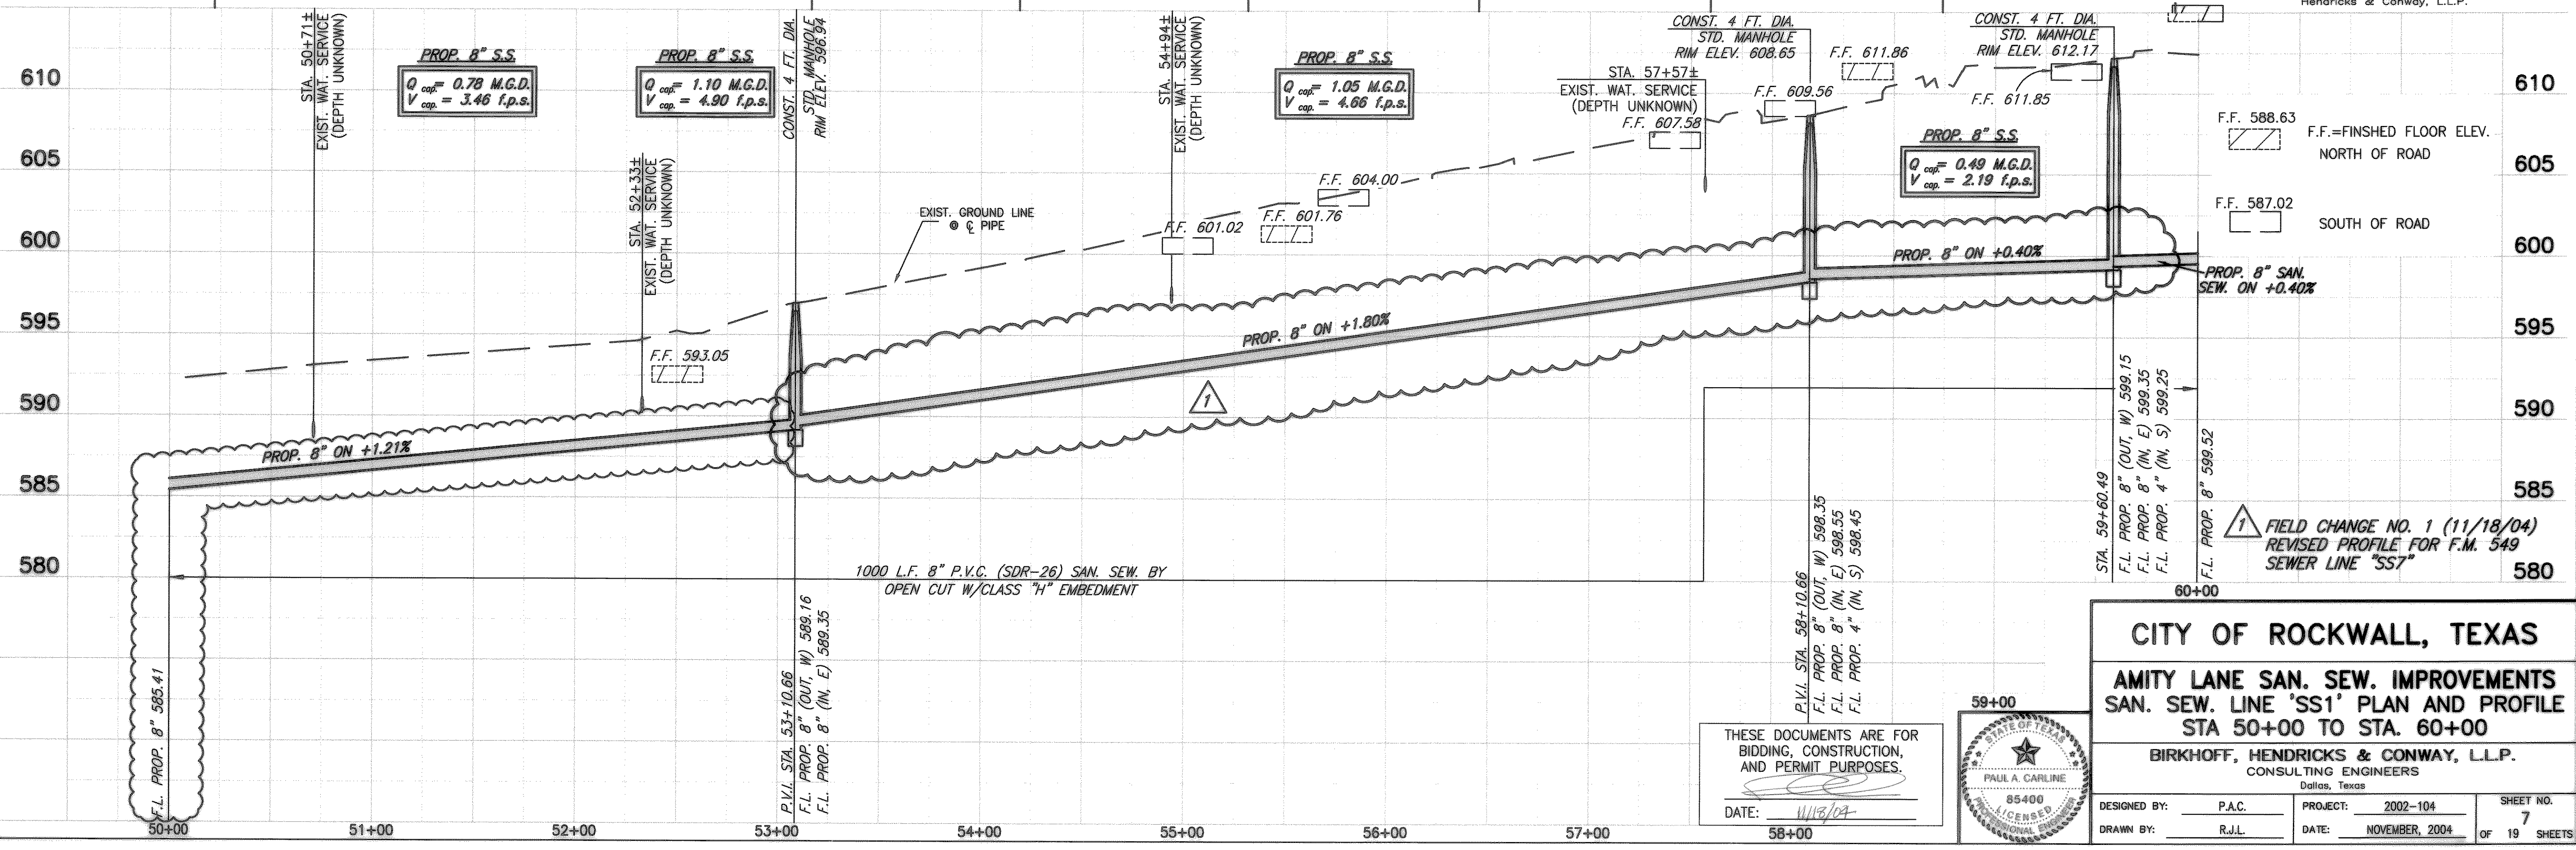 Hendricks & Conway, L.L.P.
610
605
600
595
590
585
580
STA. 50+71±
EXIST. WAT. SERVICE
(DEPTH UNKNOWN)
PROP. 8" S.S.
Q cap.= 0.78 M.G.D.
V cap. = 3.46 f.p.s.
PROP. 8" S.S.
Q cap.= 1.10 M.G.D.
V cap. = 4.90 f.p.s.
STA. 52+33±
EXIST. WAT. SERVICE
(DEPTH UNKNOWN)
CONST. 4 FT. DIA.
STD. MANHOLE
RIM ELEV. 596.94
EXIST. GROUND LINE
@ ℄ PIPE
STA. 54+94±
EXIST. WAT. SERVICE
(DEPTH UNKNOWN)
PROP. 8" S.S.
Q cap.= 1.05 M.G.D.
V cap. = 4.66 f.p.s.
F.F. 593.05
F.F. 601.02
F.F. 601.76
F.F. 604.00
STA. 57+57±
EXIST. WAT. SERVICE
(DEPTH UNKNOWN)
F.F. 607.58
CONST. 4 FT. DIA.
STD. MANHOLE
RIM ELEV. 608.65
F.F. 609.56
F.F. 611.86
CONST. 4 FT. DIA.
STD. MANHOLE
RIM ELEV. 612.17
F.F. 611.85
PROP. 8" S.S.
Q cap.= 0.49 M.G.D.
V cap. = 2.19 f.p.s.
610
605
600
595
590
585
580
F.F. 588.63
F.F.=FINSHED FLOOR ELEV.
NORTH OF ROAD
F.F. 587.02
SOUTH OF ROAD
PROP. 8" ON +1.21%
PROP. 8" ON +1.80%
1
PROP. 8" ON +0.40%
PROP. 8" SAN.
SEW. ON +0.40%
1000 L.F. 8" P.V.C. (SDR-26) SAN. SEW. BY
OPEN CUT W/CLASS "H" EMBEDMENT
F.L. PROP. 8" 585.41
P.V.I. STA. 53+10.66
F.L. PROP. 8" (OUT, W) 589.16
F.L. PROP. 8" (IN, E) 589.35
P.V.I. STA. 58+10.66
F.L. PROP. 8" (OUT, W) 598.35
F.L. PROP. 8" (IN, E) 598.55
F.L. PROP. 4" (IN, S) 598.45
STA. 59+60.49
F.L. PROP. 8" (OUT, W) 599.15
F.L. PROP. 8" (IN, E) 599.35
F.L. PROP. 4" (IN, S) 599.25
F.L. PROP. 8" 599.52
1 FIELD CHANGE NO. 1 (11/18/04)
REVISED PROFILE FOR F.M. 549
SEWER LINE "SS7"
50+00
51+00
52+00
53+00
54+00
55+00
56+00
57+00
58+00
59+00
60+00
THESE DOCUMENTS ARE FOR
BIDDING, CONSTRUCTION,
AND PERMIT PURPOSES.
DATE: 11/18/04
STATE OF TEXAS
PAUL A. CARLINE
85400
LICENSED
PROFESSIONAL ENGINEER
CITY OF ROCKWALL, TEXAS
AMITY LANE SAN. SEW. IMPROVEMENTS
SAN. SEW. LINE 'SS1' PLAN AND PROFILE
STA 50+00 TO STA. 60+00
BIRKHOFF, HENDRICKS & CONWAY, L.L.P.
CONSULTING ENGINEERS
Dallas, Texas
DESIGNED BY: P.A.C.
PROJECT: 2002-104
SHEET NO.
7
DRAWN BY: R.J.L.
DATE: NOVEMBER, 2004
OF 19 SHEETS